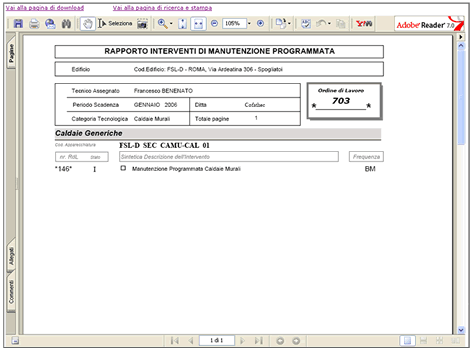 Vai alla pagina di download Vai alla pagina di ricerca e stampa
Seleziona 105% Adobe Reader 7.0
Pagine
RAPPORTO INTERVENTI DI MANUTENZIONE PROGRAMMATA
Edificio Cod.Edificio: FSL-D - ROMA, Via Ardeatina 306 - Spogliatoi
Tecnico Assegnato Francesco BENENATO
Periodo Scadenza GENNAIO 2006 Ditta Cofathec
Categoria Tecnologica Caldaie Murali Totale pagine 1
Ordine di Lavoro
* 703 *
Caldaie Generiche
Cod. Apparecchiatura FSL-D SEC CAMU-CAL 01
nr. RdL Item Sintetica Descrizione dell'Intervento Frequenza
*146* 1 Manutenzione Programmata Caldaie Murali BM
Allegati
Commenti
1 di 1